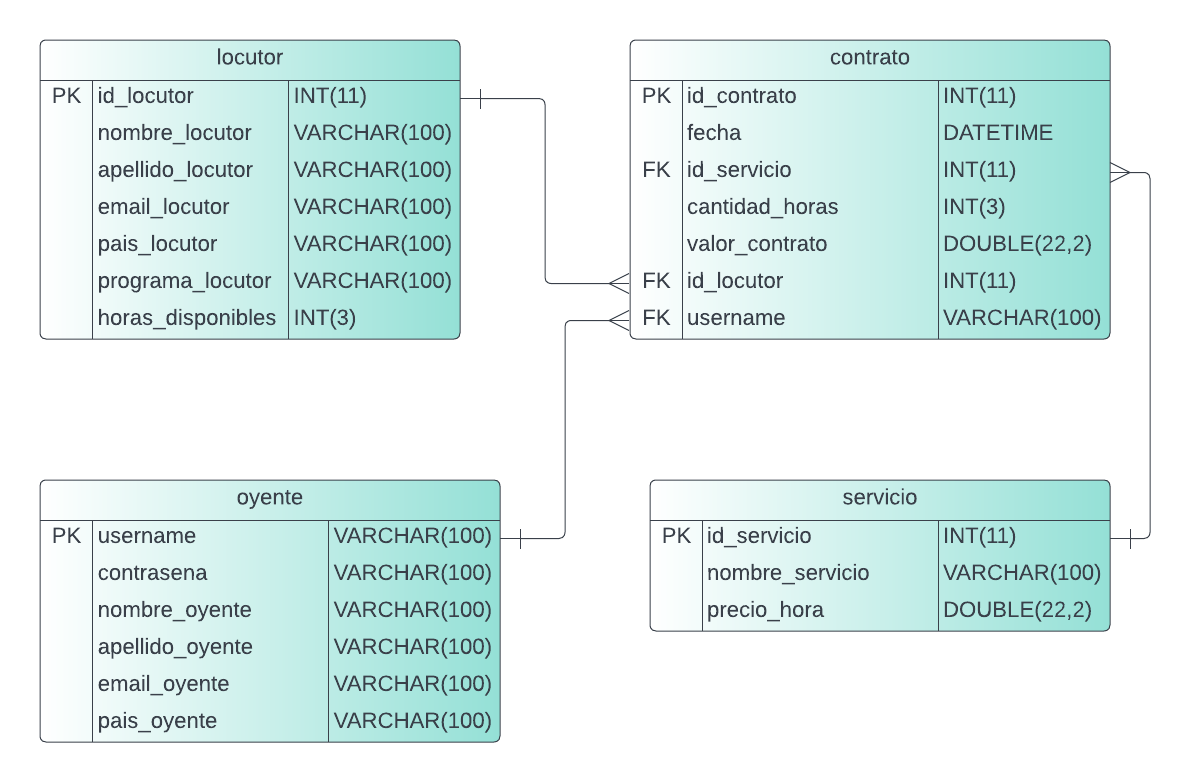 locutor
PK id_locutor INT(11)
nombre_locutor VARCHAR(100)
apellido_locutor VARCHAR(100)
email_locutor VARCHAR(100)
pais_locutor VARCHAR(100)
programa_locutor VARCHAR(100)
horas_disponibles INT(3)
contrato
PK id_contrato INT(11)
fecha DATETIME
FK id_servicio INT(11)
cantidad_horas INT(3)
valor_contrato DOUBLE(22,2)
FK id_locutor INT(11)
FK username VARCHAR(100)
oyente
PK username VARCHAR(100)
contrasena VARCHAR(100)
nombre_oyente VARCHAR(100)
apellido_oyente VARCHAR(100)
email_oyente VARCHAR(100)
pais_oyente VARCHAR(100)
servicio
PK id_servicio INT(11)
nombre_servicio VARCHAR(100)
precio_hora DOUBLE(22,2)